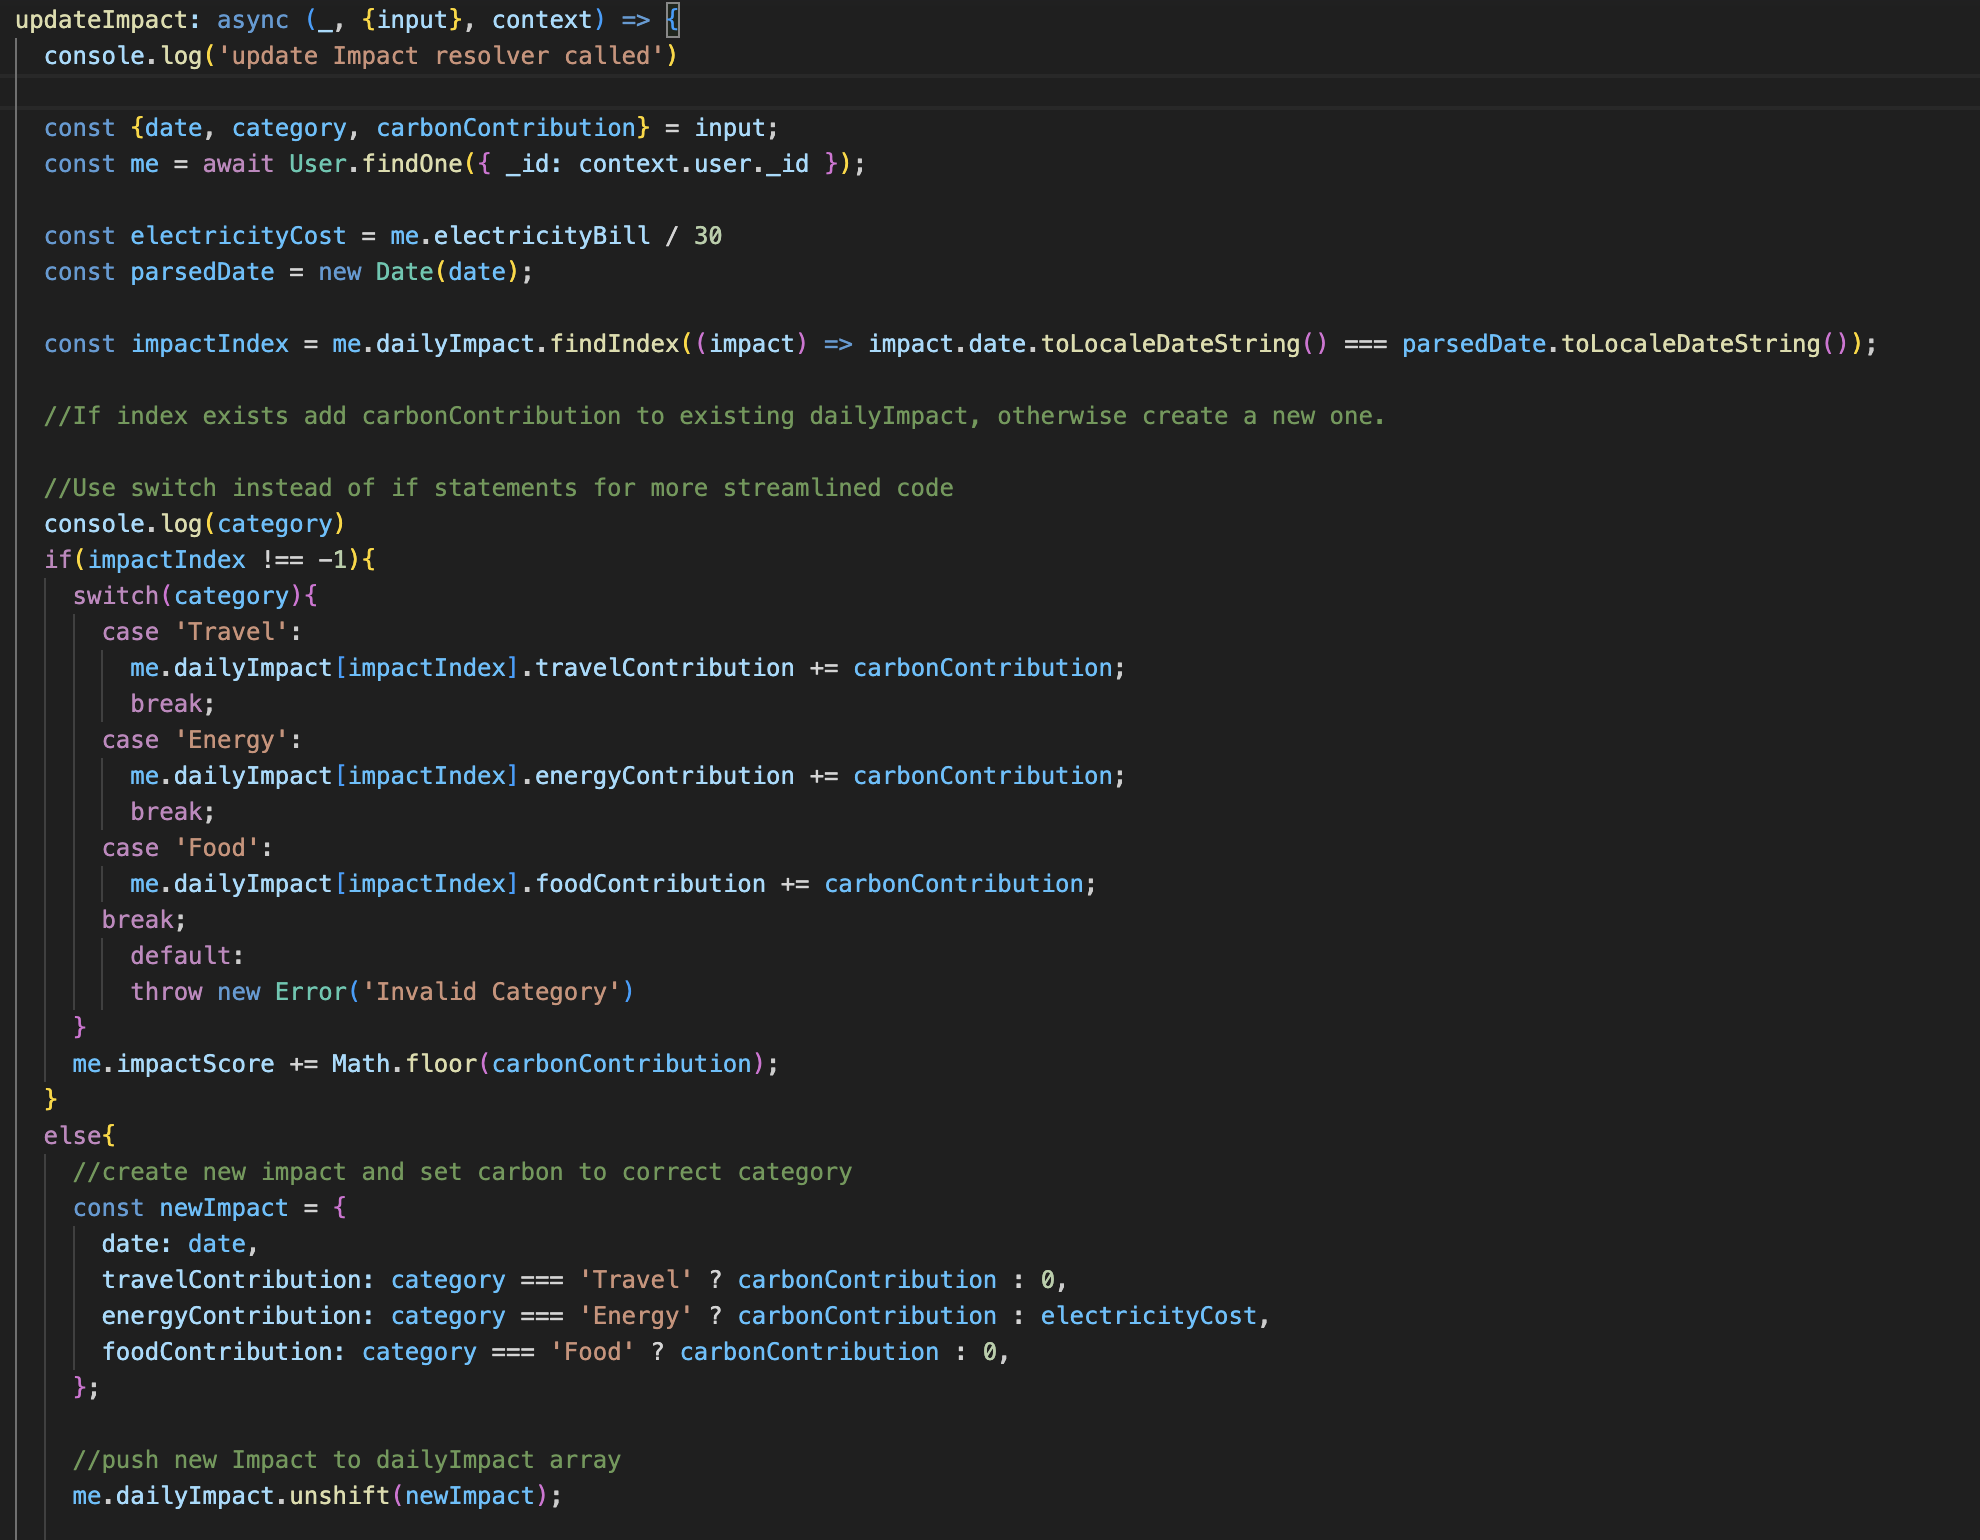 updateImpact: async (_, {input}, context) => {
  console.log('update Impact resolver called')

  const {date, category, carbonContribution} = input;
  const me = await User.findOne({ _id: context.user._id });

  const electricityCost = me.electricityBill / 30
  const parsedDate = new Date(date);

  const impactIndex = me.dailyImpact.findIndex((impact) => impact.date.toLocaleDateString() === parsedDate.toLocaleDateString());

  //If index exists add carbonContribution to existing dailyImpact, otherwise create a new one.

  //Use switch instead of if statements for more streamlined code
  console.log(category)
  if(impactIndex !== -1){
    switch(category){
      case 'Travel':
        me.dailyImpact[impactIndex].travelContribution += carbonContribution;
        break;
      case 'Energy':
        me.dailyImpact[impactIndex].energyContribution += carbonContribution;
        break;
      case 'Food':
        me.dailyImpact[impactIndex].foodContribution += carbonContribution;
      break;
        default:
        throw new Error('Invalid Category')
    }
    me.impactScore += Math.floor(carbonContribution);
  }
  else{
    //create new impact and set carbon to correct category
    const newImpact = {
      date: date,
      travelContribution: category === 'Travel' ? carbonContribution : 0,
      energyContribution: category === 'Energy' ? carbonContribution : electricityCost,
      foodContribution: category === 'Food' ? carbonContribution : 0,
    };

    //push new Impact to dailyImpact array
    me.dailyImpact.unshift(newImpact);